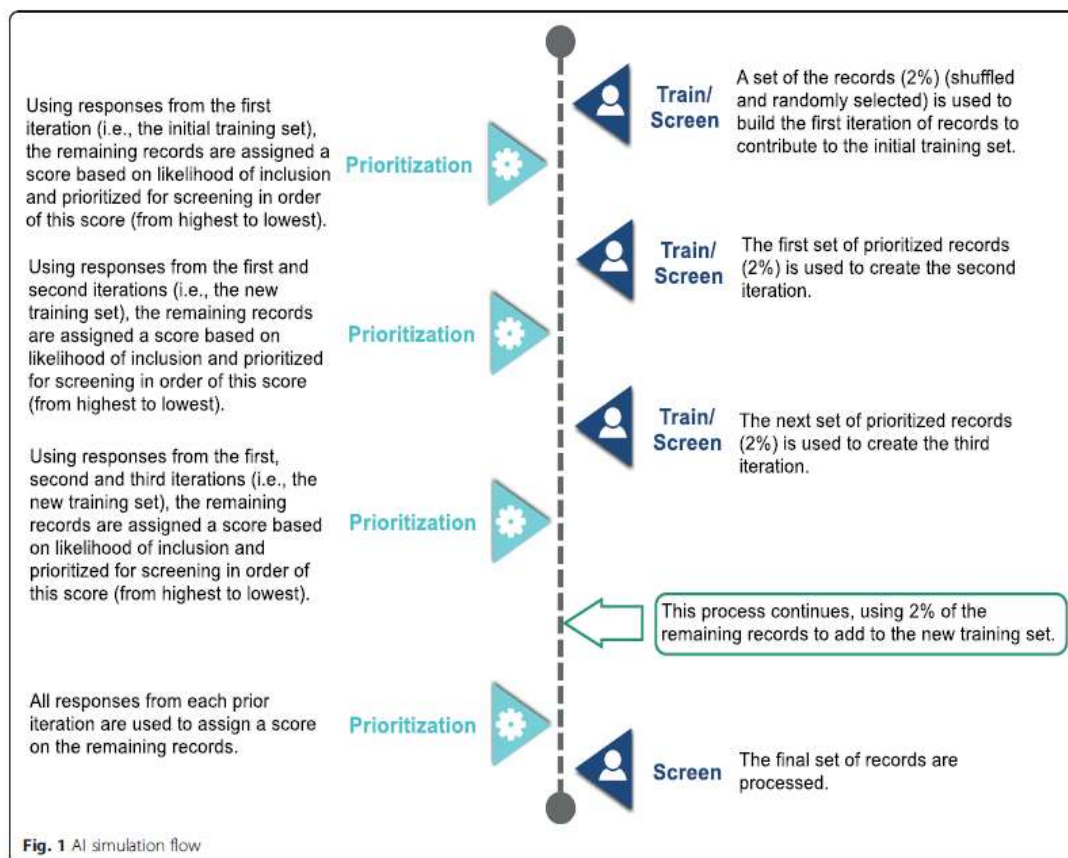 A set of the records (2%) (shuffled
and randomly selected) is used to
build the first iteration of records to
contribute to the initial training set.
Train/
Screen
Using responses from the first
iteration (i.e., the initial training set),
the remaining records are assigned a
score based on likelihood of inclusion
and prioritized for screening in order
of this score (from highest to lowest).
Prioritization
Train/
Screen
The first set of prioritized records
(2%) is used to create the second
iteration.
Using responses from the first and
second iterations (i.e., the new
training set), the remaining records
are assigned a score based on
likelihood of inclusion and prioritized
for screening in order of this score
(from highest to lowest).
Prioritization
Train/
Screen
The next set of prioritized records
(2%) is used to create the third
iteration.
Using responses from the first,
second and third iterations (i.e., the
new training set), the remaining
records are assigned a score based
on likelihood of inclusion and
prioritized for screening in order of
this score (from highest to lowest).
Prioritization
This process continues, using 2% of the
remaining records to add to the new training set.
All responses from each prior
iteration are used to assign a score
on the remaining records.
Prioritization
Screen
The final set of records are
processed.
Fig. 1 AI simulation flow